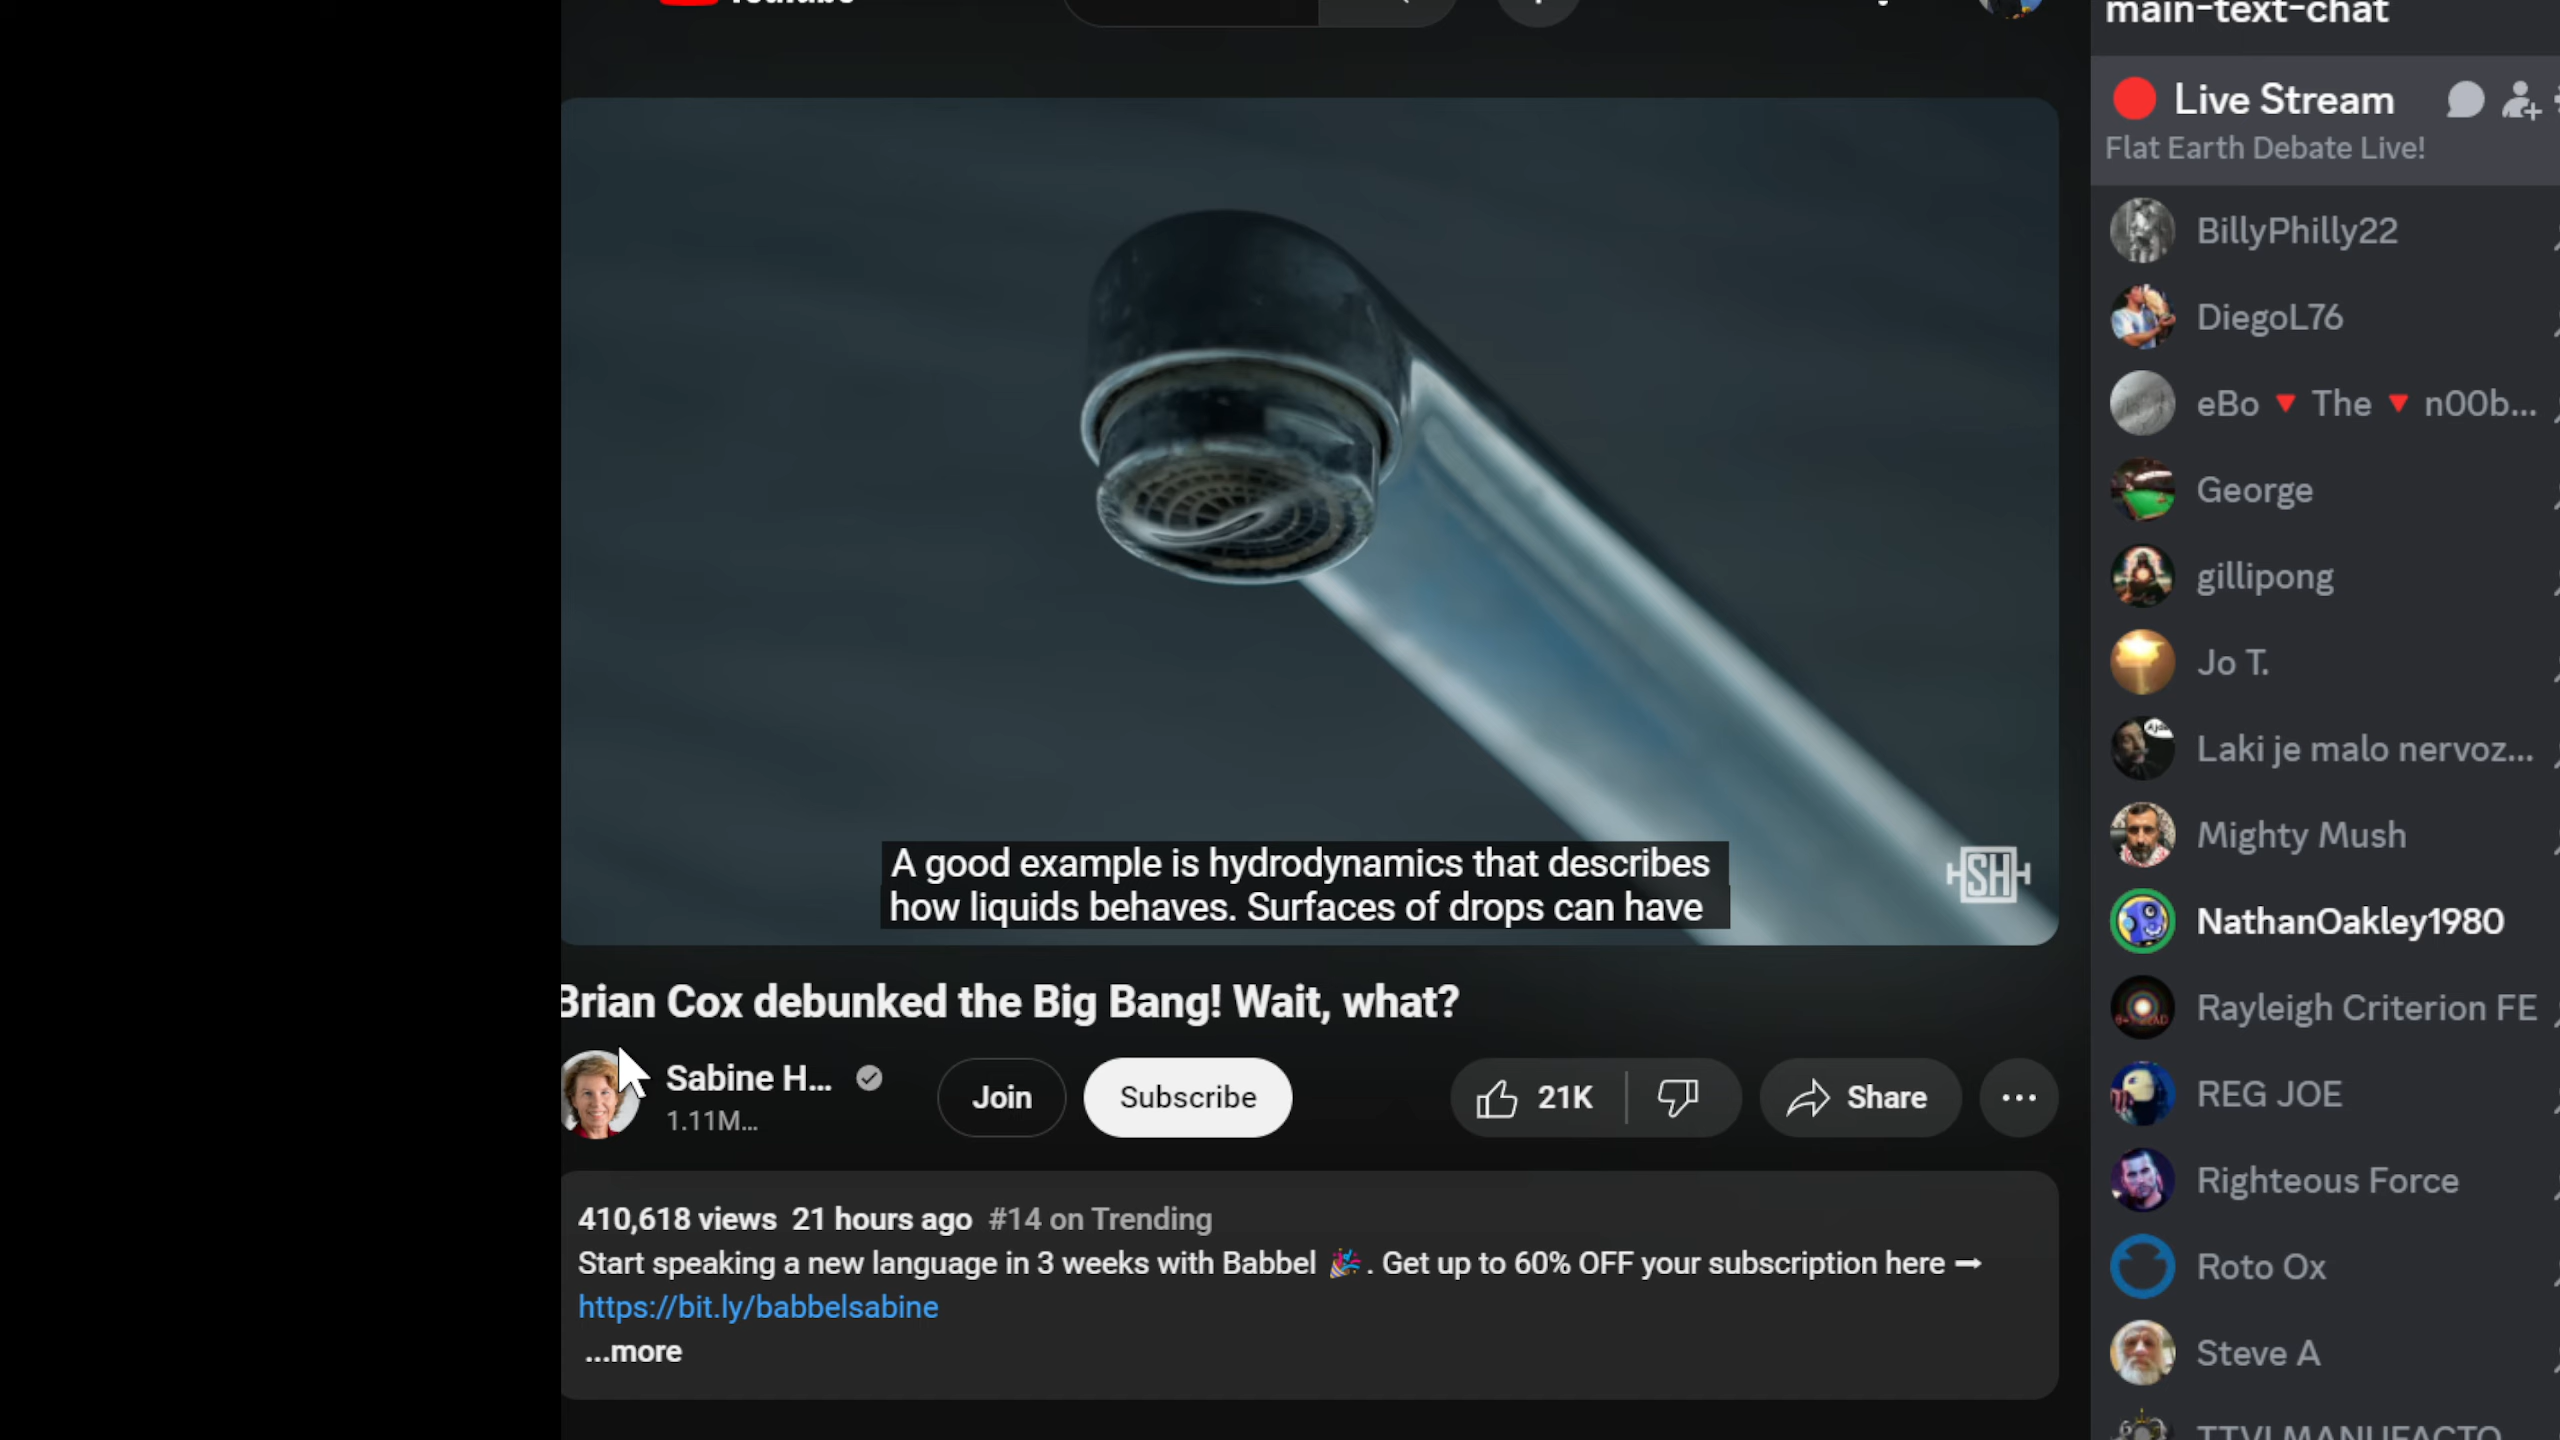 YouTube
A good example is hydrodynamics that describes
how liquids behaves. Surfaces of drops can have
SH
Brian Cox debunked the Big Bang! Wait, what?
Sabine H...
1.11M...
Join
Subscribe
21K
Share
410,618 views 21 hours ago #14 on Trending
Start speaking a new language in 3 weeks with Babbel 🎉. Get up to 60% OFF your subscription here ➞
https://bit.ly/babbelsabine
...more
main-text-chat
Live Stream
Flat Earth Debate Live!
BillyPhilly22
DiegoL76
eBo 🔻 The 🔻 n00b...
George
gillipong
Jo T.
Laki je malo nervoz...
Mighty Mush
NathanOakley1980
Rayleigh Criterion FE
REG JOE
Righteous Force
Roto Ox
Steve A